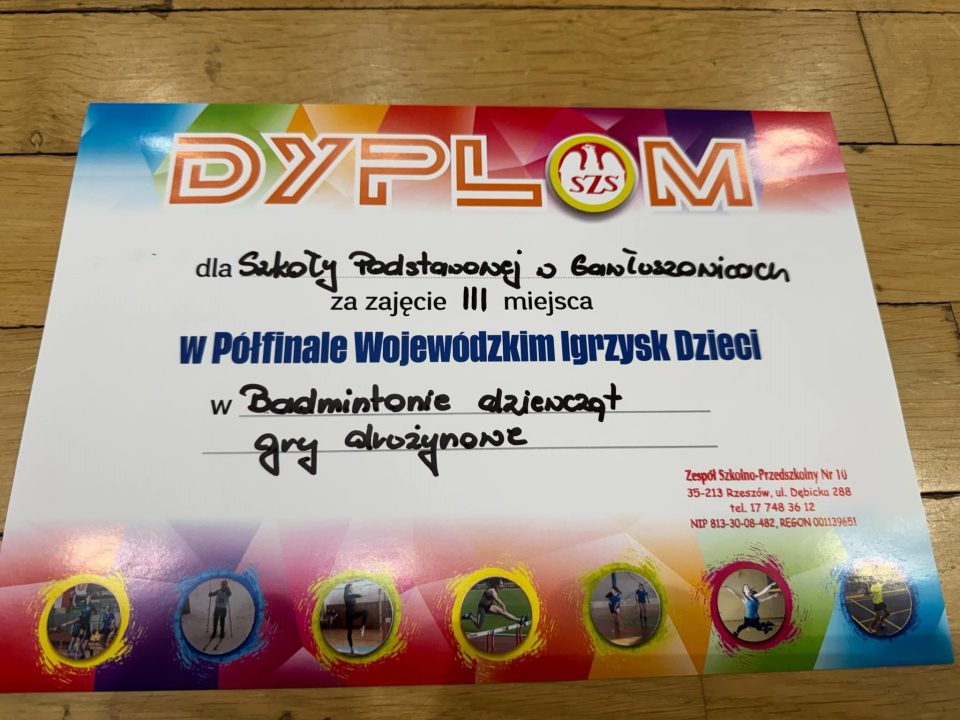 DYPLOM
SZS
dla Szkoły Podstawowej w Gawłuszowicach
za zajęcie III miejsca
w Półfinale Wojewódzkim Igrzysk Dzieci
w Badmintonie dziewcząt
gry drużynowe
Zespół Szkolno-Przedszkolny Nr 10
35-213 Rzeszów, ul. Dębicka 288
tel. 17 748 36 12
NIP 813-30-08-482, REGON 001139651